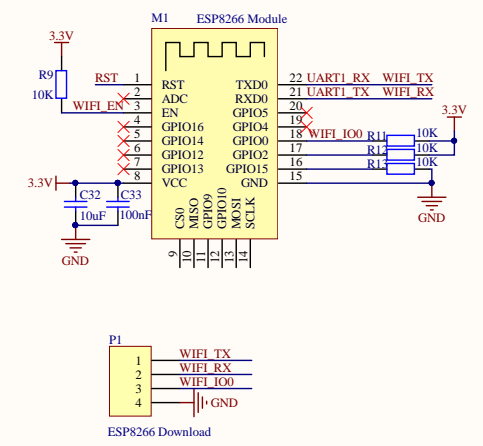 M1 ESP8266 Module
3.3V
R9
10K
RST 1 RST TXD0 22 UART1_RX WIFI_TX
2 ADC RXD0 21 UART1_TX WIFI_RX
WIFI_EN 3 EN GPIO5 20
4 GPIO16 GPIO4 19
5 GPIO14 GPIO0 18 WIFI_IO0 R11 10K 3.3V
6 GPIO12 GPIO2 17 R12 10K
7 GPIO13 GPIO15 16 R13 10K
3.3V 8 VCC GND 15
C32 C33
10uF 100nF
GND
GND
CS0 MISO GPIO9 GPIO10 MOSI SCLK
9 10 11 12 13 14
P1
1 WIFI_TX
2 WIFI_RX
3 WIFI_IO0
4 GND
ESP8266 Download